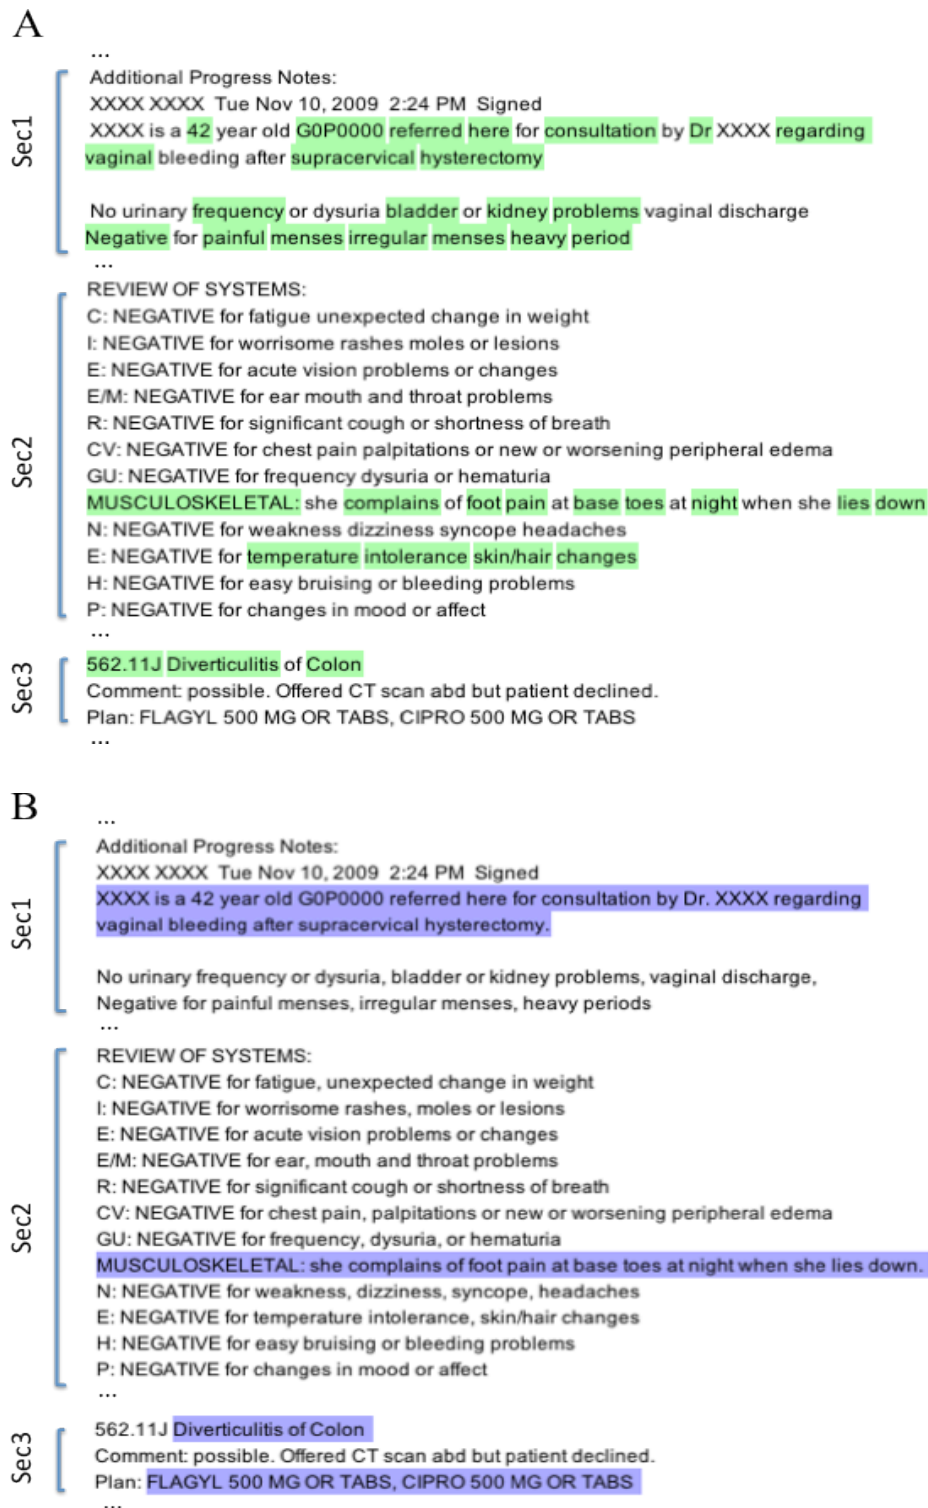 A
...
Sec1
Additional Progress Notes:
XXXX XXXX Tue Nov 10, 2009 2:24 PM Signed
XXXX is a 42 year old G0P0000 referred here for consultation by Dr XXXX regarding
vaginal bleeding after supracervical hysterectomy
No urinary frequency or dysuria bladder or kidney problems vaginal discharge
Negative for painful menses irregular menses heavy period
...
Sec2
REVIEW OF SYSTEMS:
C: NEGATIVE for fatigue unexpected change in weight
I: NEGATIVE for worrisome rashes moles or lesions
E: NEGATIVE for acute vision problems or changes
E/M: NEGATIVE for ear mouth and throat problems
R: NEGATIVE for significant cough or shortness of breath
CV: NEGATIVE for chest pain palpitations or new or worsening peripheral edema
GU: NEGATIVE for frequency dysuria or hematuria
MUSCULOSKELETAL: she complains of foot pain at base toes at night when she lies down
N: NEGATIVE for weakness dizziness syncope headaches
E: NEGATIVE for temperature intolerance skin/hair changes
H: NEGATIVE for easy bruising or bleeding problems
P: NEGATIVE for changes in mood or affect
...
Sec3
562.11J Diverticulitis of Colon
Comment: possible. Offered CT scan abd but patient declined.
Plan: FLAGYL 500 MG OR TABS, CIPRO 500 MG OR TABS
...
B
...
Sec1
Additional Progress Notes:
XXXX XXXX Tue Nov 10, 2009 2:24 PM Signed
XXXX is a 42 year old G0P0000 referred here for consultation by Dr. XXXX regarding
vaginal bleeding after supracervical hysterectomy.
No urinary frequency or dysuria, bladder or kidney problems, vaginal discharge,
Negative for painful menses, irregular menses, heavy periods
...
Sec2
REVIEW OF SYSTEMS:
C: NEGATIVE for fatigue, unexpected change in weight
I: NEGATIVE for worrisome rashes, moles or lesions
E: NEGATIVE for acute vision problems or changes
E/M: NEGATIVE for ear, mouth and throat problems
R: NEGATIVE for significant cough or shortness of breath
CV: NEGATIVE for chest pain, palpitations or new or worsening peripheral edema
GU: NEGATIVE for frequency, dysuria, or hematuria
MUSCULOSKELETAL: she complains of foot pain at base toes at night when she lies down.
N: NEGATIVE for weakness, dizziness, syncope, headaches
E: NEGATIVE for temperature intolerance, skin/hair changes
H: NEGATIVE for easy bruising or bleeding problems
P: NEGATIVE for changes in mood or affect
...
Sec3
562.11J Diverticulitis of Colon
Comment: possible. Offered CT scan abd but patient declined.
Plan: FLAGYL 500 MG OR TABS, CIPRO 500 MG OR TABS
...